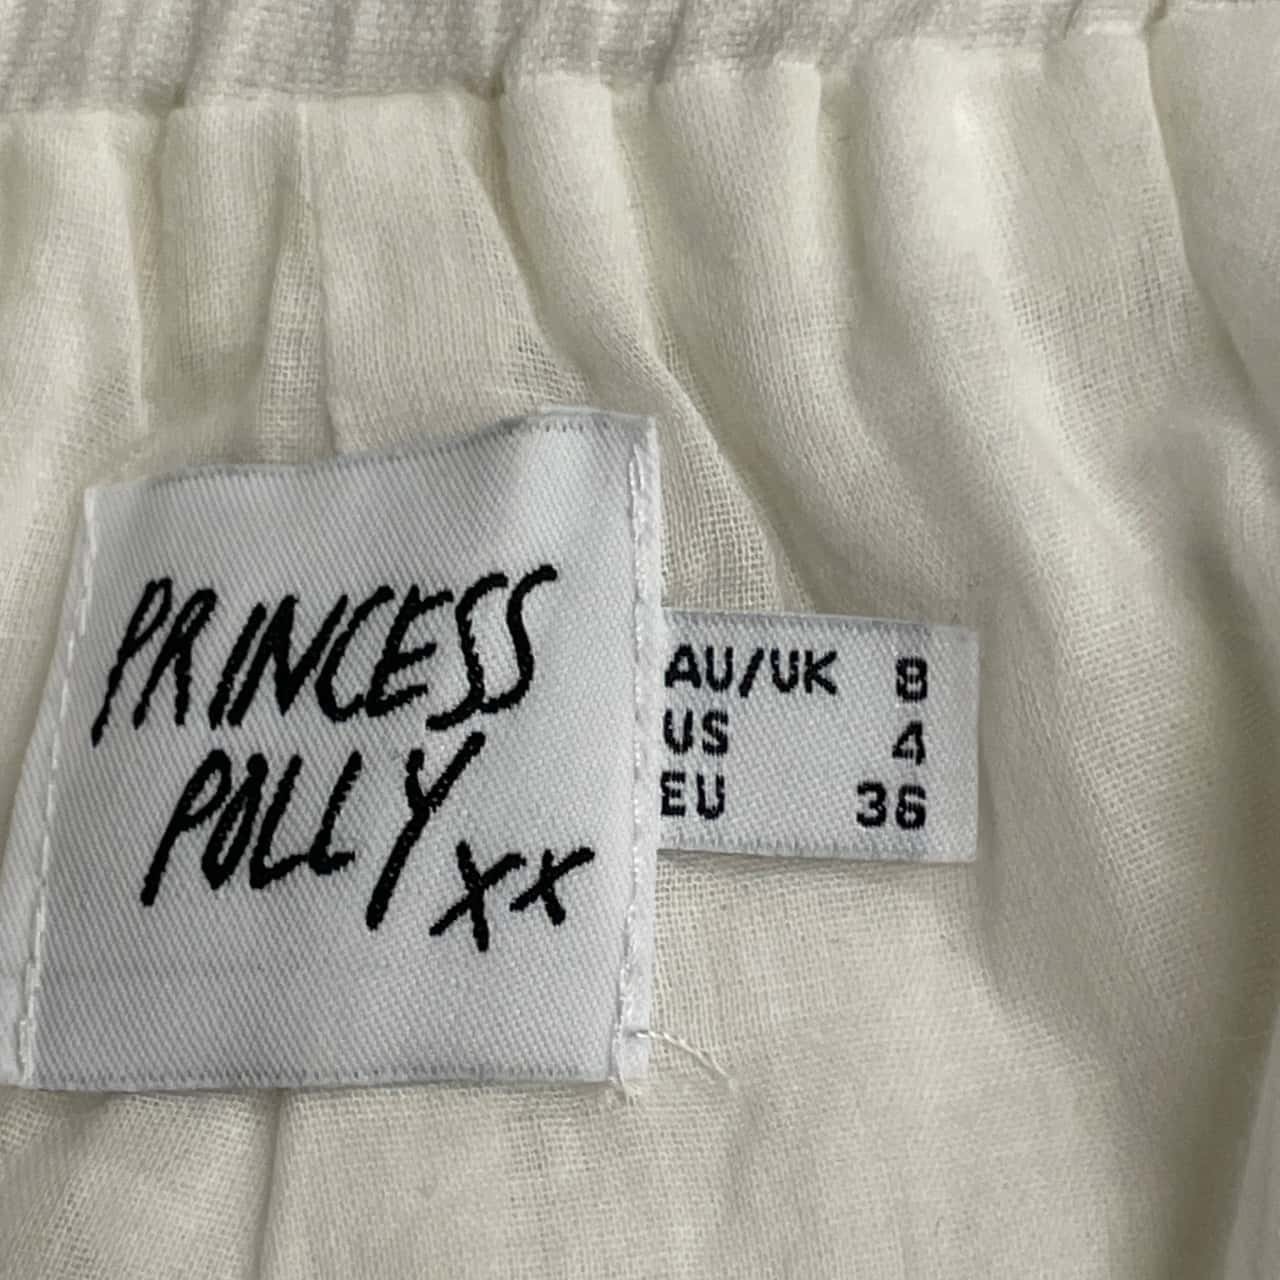 PRINCESS
POLLY xx
AU/UK 8
US 4
EU 36